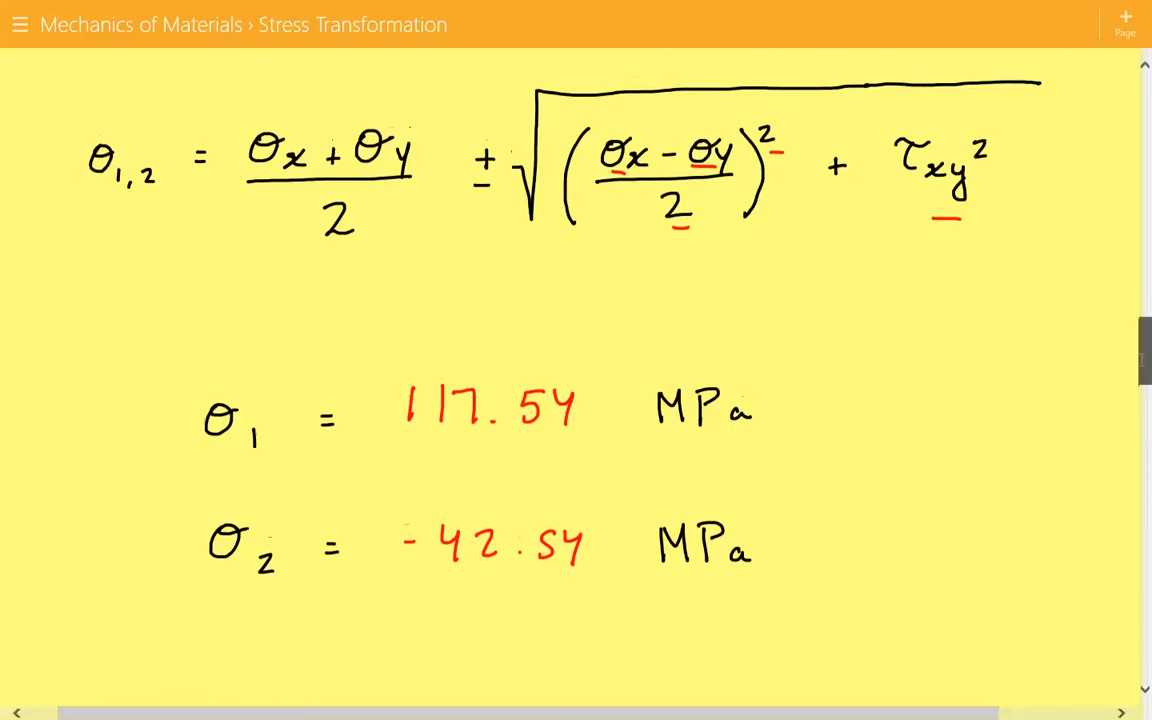 Mechanics of Materials › Stress Transformation
+
Page
σ1,2 = (σx + σy)/2 ± √(((σx - σy)/2)² + τxy²)
σ1 = 117.54 MPa
σ2 = -42.54 MPa